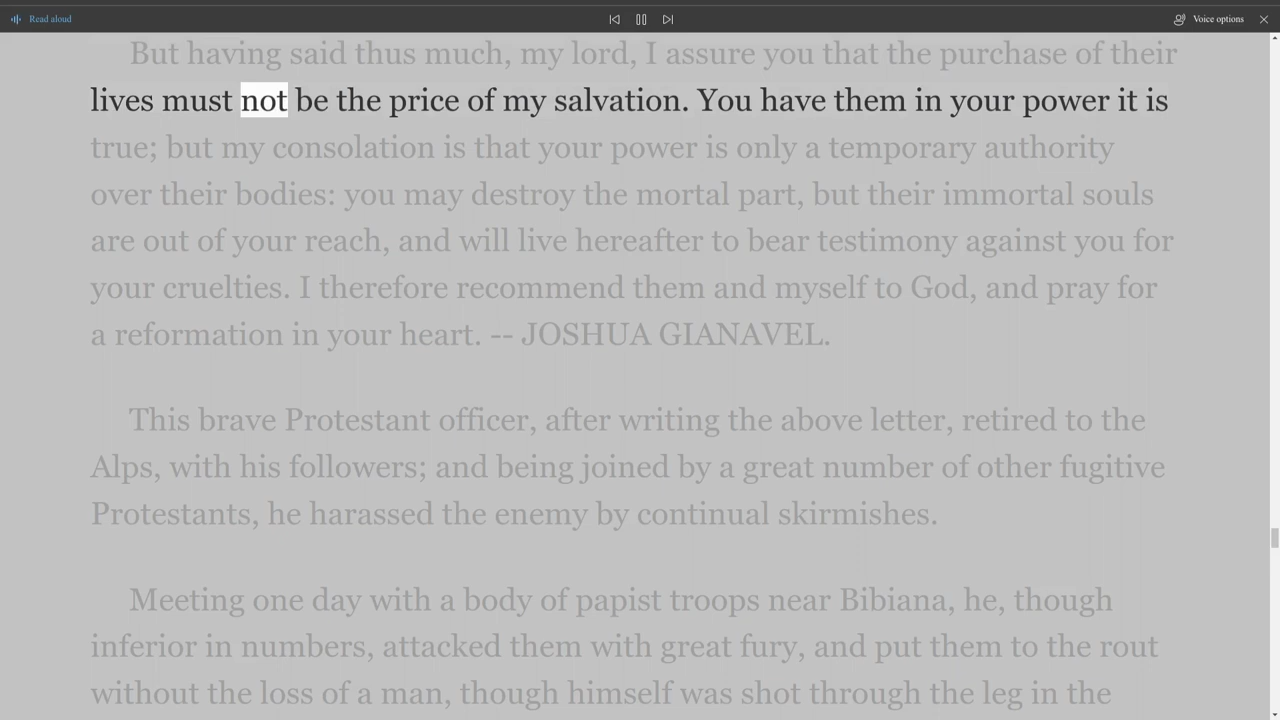 Read aloud
Voice options
But having said thus much, my lord, I assure you that the purchase of their
lives must not be the price of my salvation. You have them in your power it is
true; but my consolation is that your power is only a temporary authority
over their bodies: you may destroy the mortal part, but their immortal souls
are out of your reach, and will live hereafter to bear testimony against you for
your cruelties. I therefore recommend them and myself to God, and pray for
a reformation in your heart. -- JOSHUA GIANAVEL.
This brave Protestant officer, after writing the above letter, retired to the
Alps, with his followers; and being joined by a great number of other fugitive
Protestants, he harassed the enemy by continual skirmishes.
Meeting one day with a body of papist troops near Bibiana, he, though
inferior in numbers, attacked them with great fury, and put them to the rout
without the loss of a man, though himself was shot through the leg in the